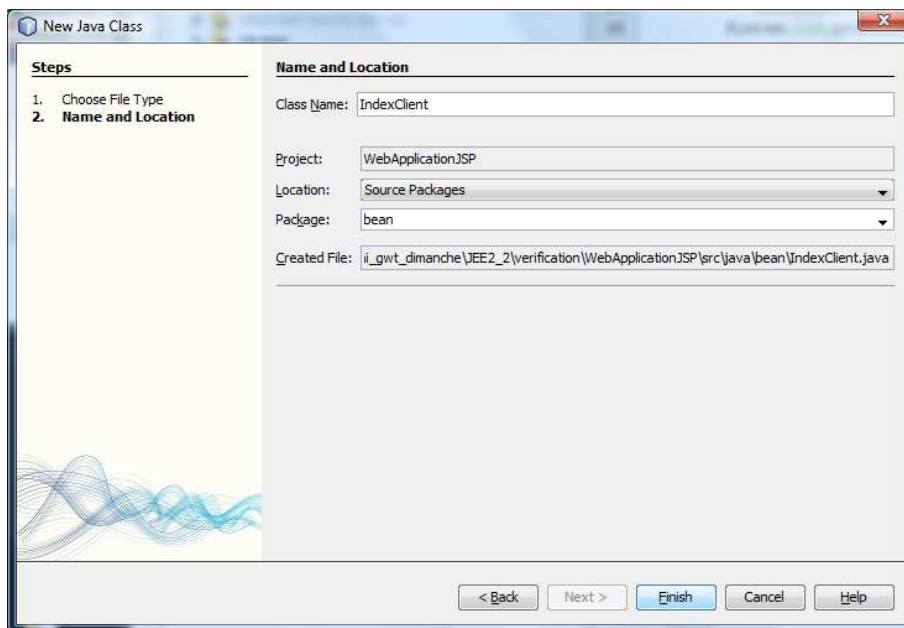 New Java Class
Steps
1. Choose File Type
2. Name and Location
Name and Location
Class Name: IndexClient
Project: WebApplicationJSP
Location: Source Packages
Package: bean
Created File: ii_gwt_dimanche\JEE2_2\verification\WebApplicationJSP\src\java\bean\IndexClient.java
< Back Next > Finish Cancel Help